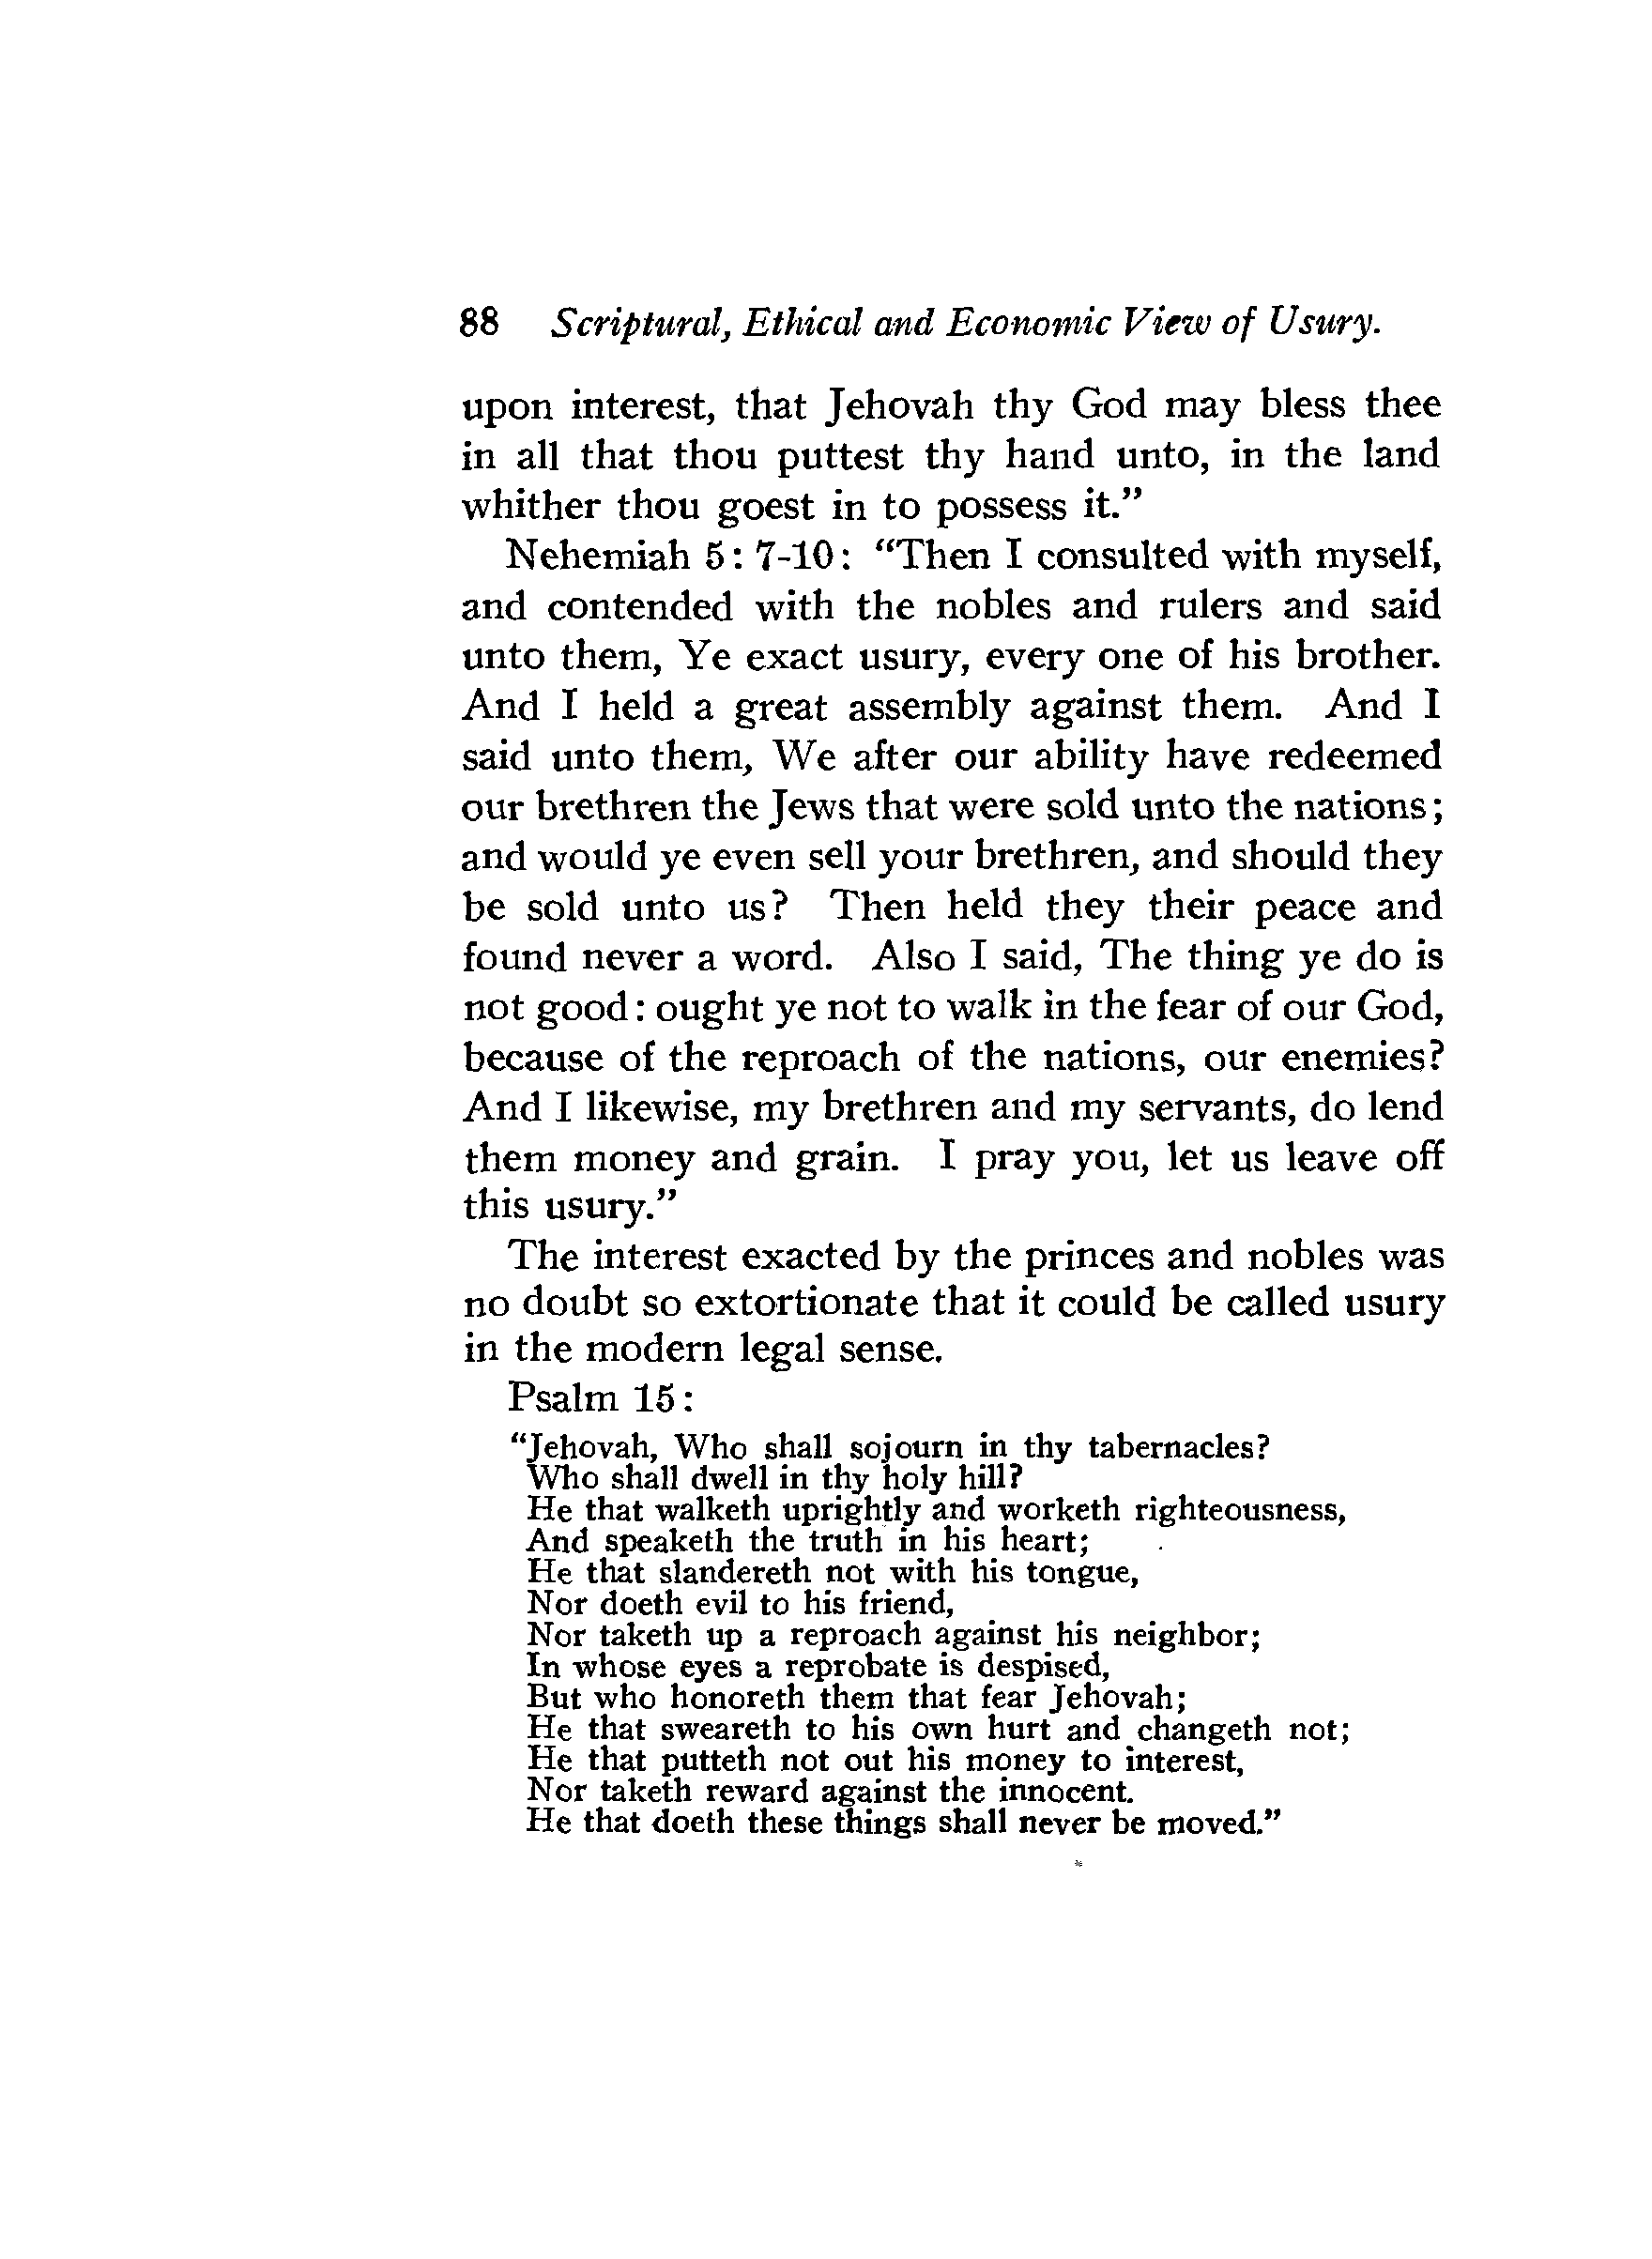 88 Scriptural, Ethical and Economic View of Usury.
upon interest, that Jehovah thy God may bless thee
in all that thou puttest thy hand unto, in the land
whither thou goest in to possess it.”
Nehemiah 5: 7-10: “Then I consulted with myself,
and contended with the nobles and rulers and said
unto them, Ye exact usury, every one of his brother.
And I held a great assembly against them. And I
said unto them, We after our ability have redeemed
our brethren the Jews that were sold unto the nations;
and would ye even sell your brethren, and should they
be sold unto us? Then held they their peace and
found never a word. Also I said, The thing ye do is
not good: ought ye not to walk in the fear of our God,
because of the reproach of the nations, our enemies?
And I likewise, my brethren and my servants, do lend
them money and grain. I pray you, let us leave off
this usury.”
The interest exacted by the princes and nobles was
no doubt so extortionate that it could be called usury
in the modern legal sense.
Psalm 15:
“Jehovah, Who shall sojourn in thy tabernacles?
Who shall dwell in thy holy hill?
He that walketh uprightly and worketh righteousness,
And speaketh the truth in his heart;
He that slandereth not with his tongue,
Nor doeth evil to his friend,
Nor taketh up a reproach against his neighbor;
In whose eyes a reprobate is despised,
But who honoreth them that fear Jehovah;
He that sweareth to his own hurt and changeth not;
He that putteth not out his money to interest,
Nor taketh reward against the innocent.
He that doeth these things shall never be moved.”